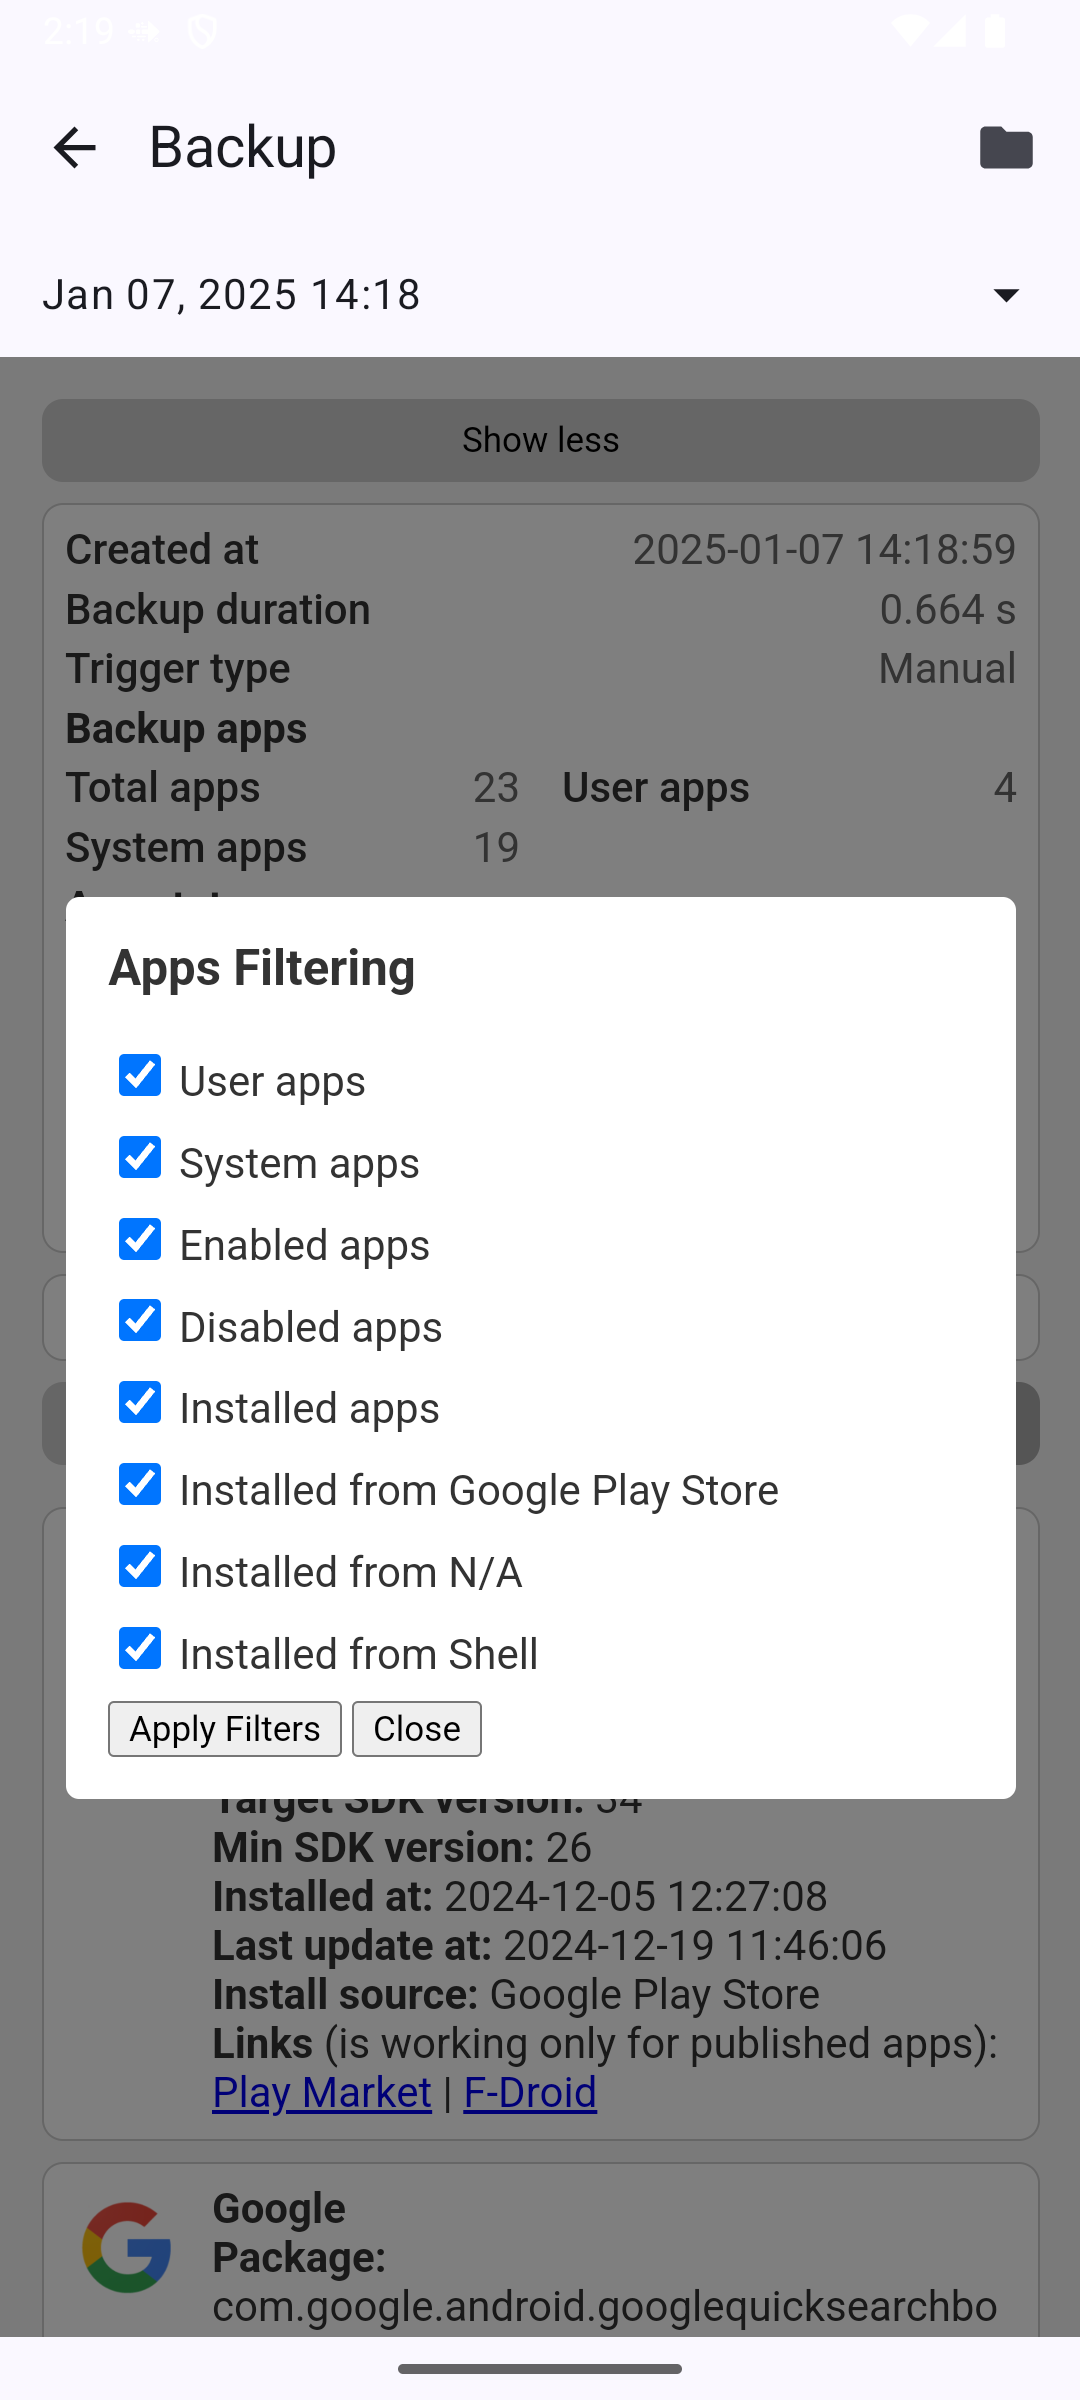 2:19
Backup
Jan 07, 2025 14:18
Show less
Created at 2025-01-07 14:18:59
Backup duration 0.664 s
Trigger type Manual
Backup apps
Total apps 23 User apps 4
System apps 19
Apps Filtering
User apps
System apps
Enabled apps
Disabled apps
Installed apps
Installed from Google Play Store
Installed from N/A
Installed from Shell
Apply Filters Close
Target SDK version: 34
Min SDK version: 26
Installed at: 2024-12-05 12:27:08
Last update at: 2024-12-19 11:46:06
Install source: Google Play Store
Links (is working only for published apps):
Play Market | F-Droid
Google
Package:
com.google.android.googlequicksearchbo